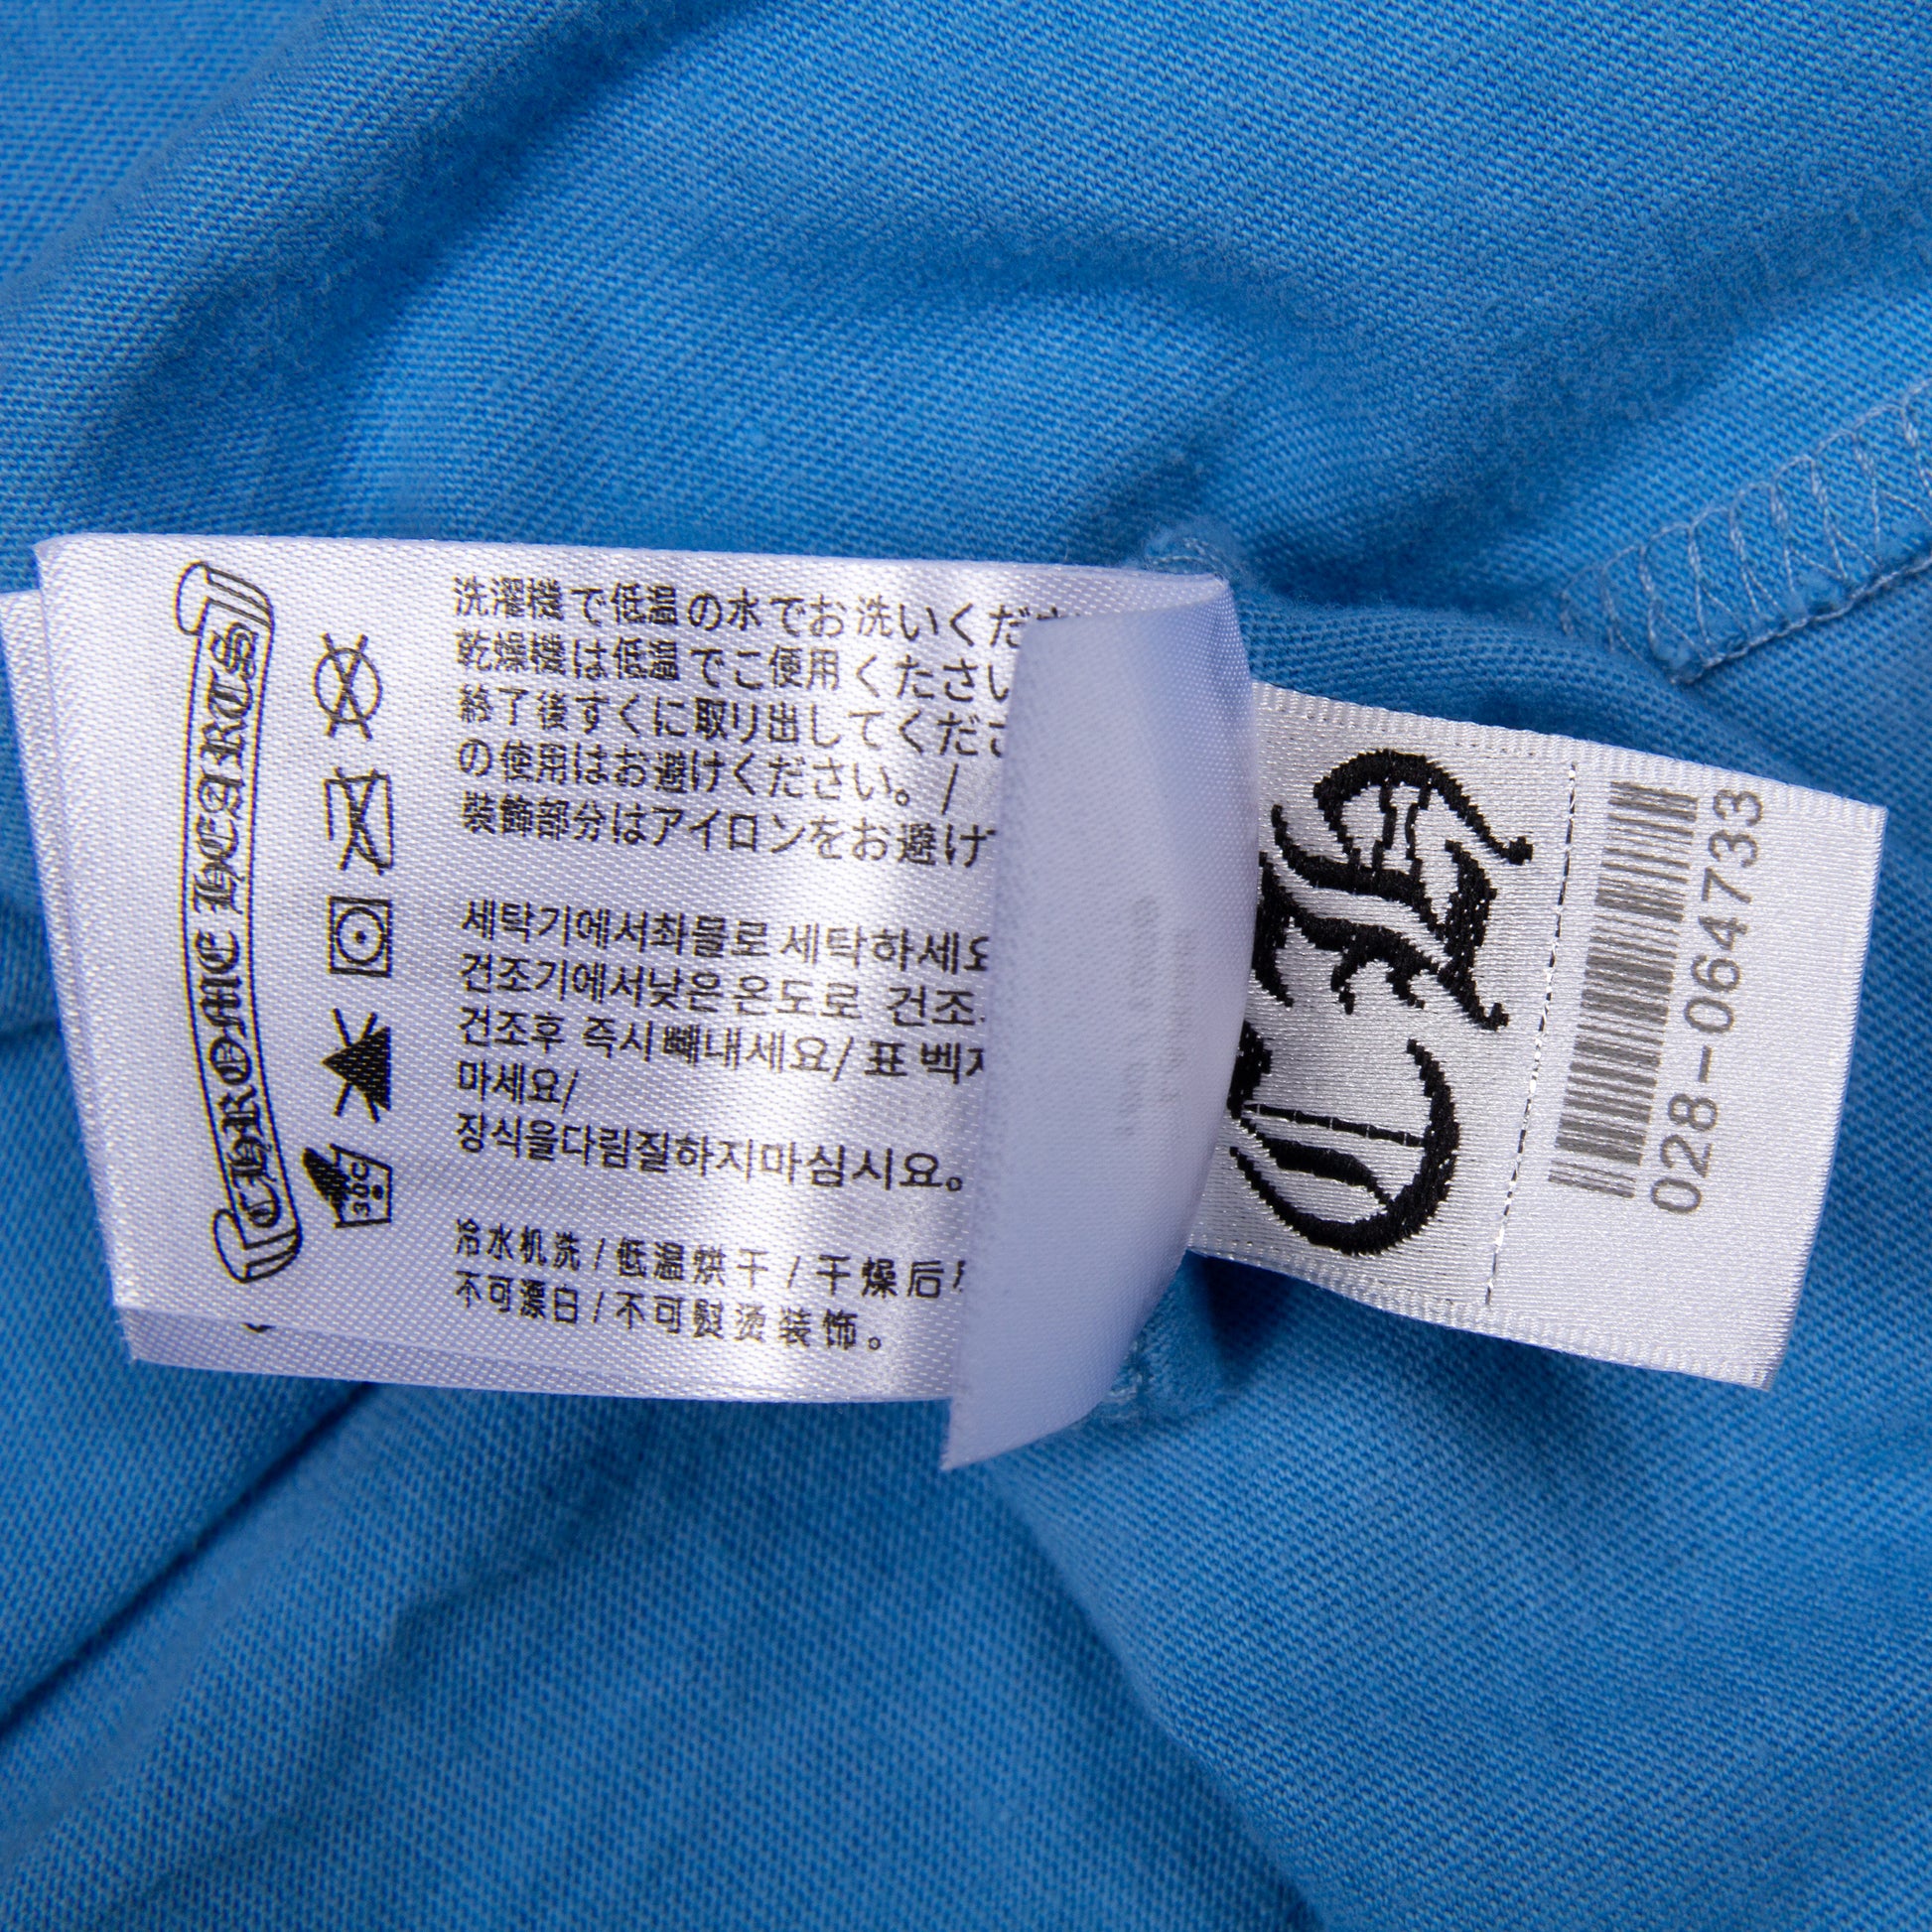 CHROME HEARTS
30C
洗濯機で低温の水でお洗いくださ
乾燥機は低温でご使用ください
終了後すくに取り出してくださ
の使用はお避けください。/
装飾部分はアイロンをお避け
세탁기에서좌물로 세탁하세요
건조기에서낮은온도로 건조
건조후 즉시빼내세요/표벡지
마세요/
장식을다림질하지마십시요。
冷水机洗/低温烘干/干燥后
不可漂白/不可熨烫装饰。
CH
028-064733